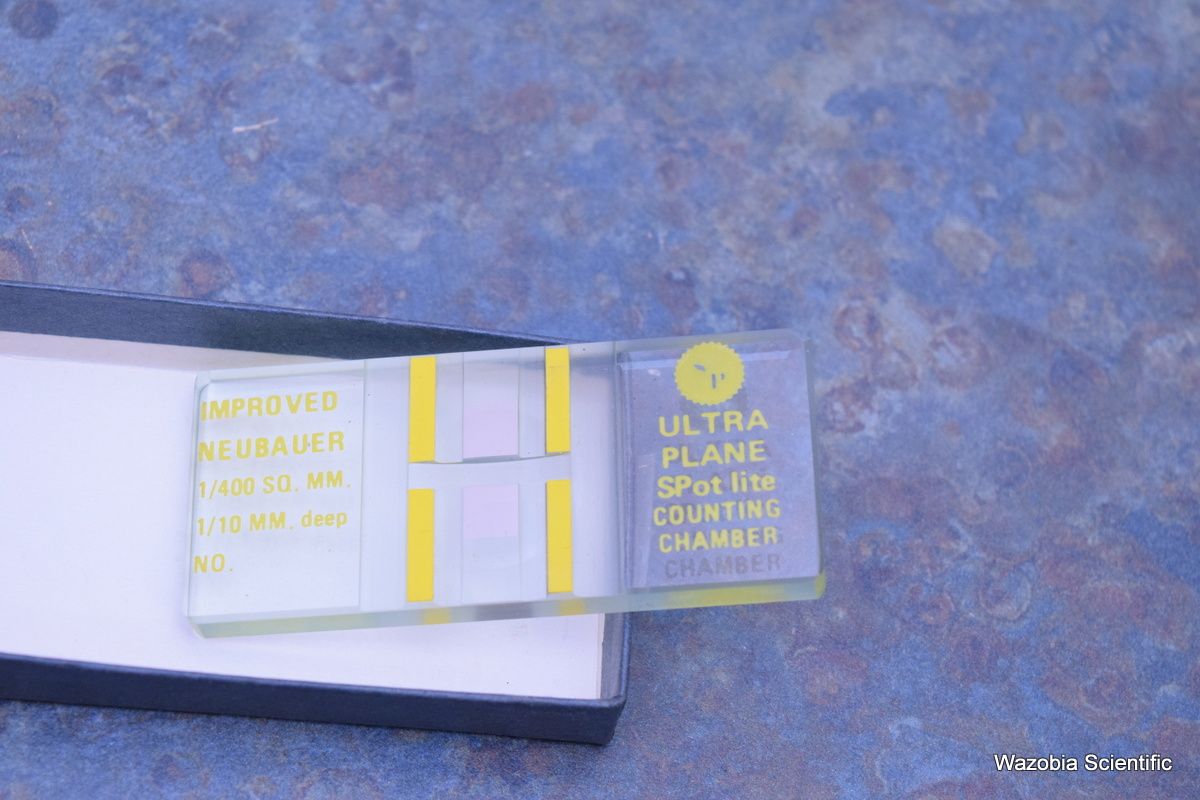 IMPROVED
NEUBAUER
1/400 SQ. MM.
1/10 MM. deep
NO.
ULTRA
PLANE
SPot lite
COUNTING
CHAMBER
CHAMBER
Wazobia Scientific